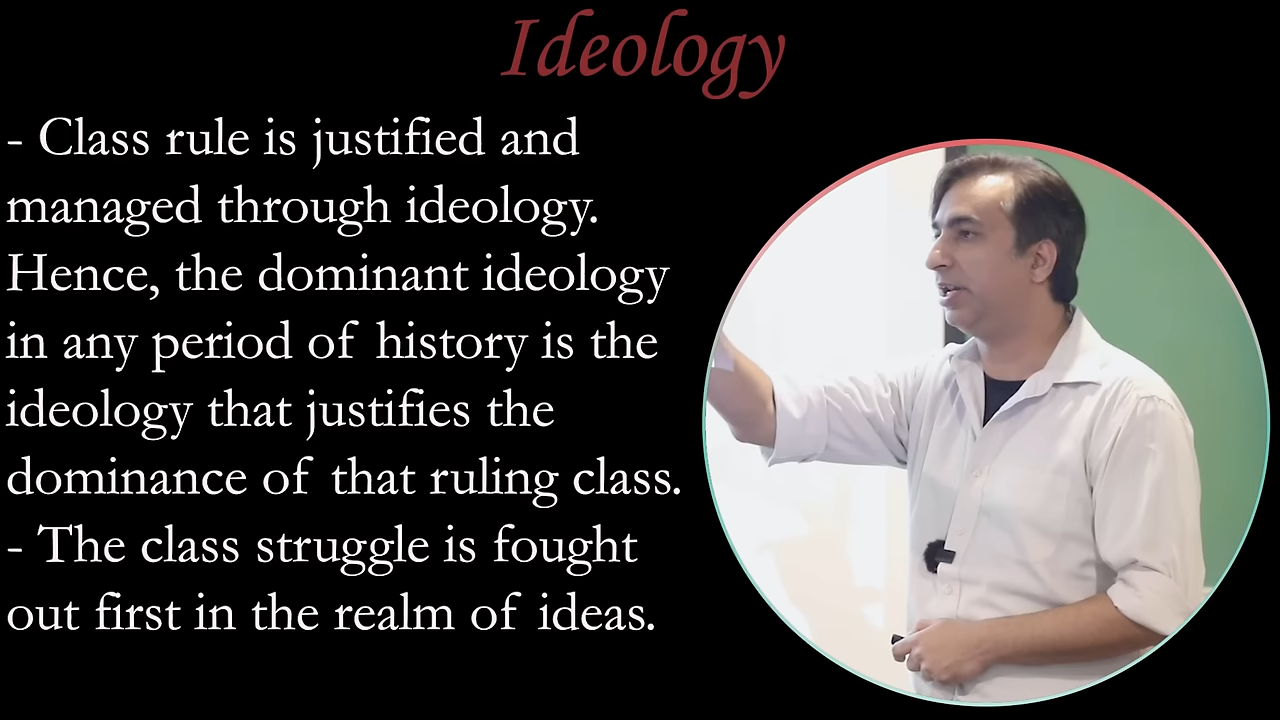 Ideology
- Class rule is justified and
managed through ideology.
Hence, the dominant ideology
in any period of history is the
ideology that justifies the
dominance of that ruling class.
- The class struggle is fought
out first in the realm of ideas.